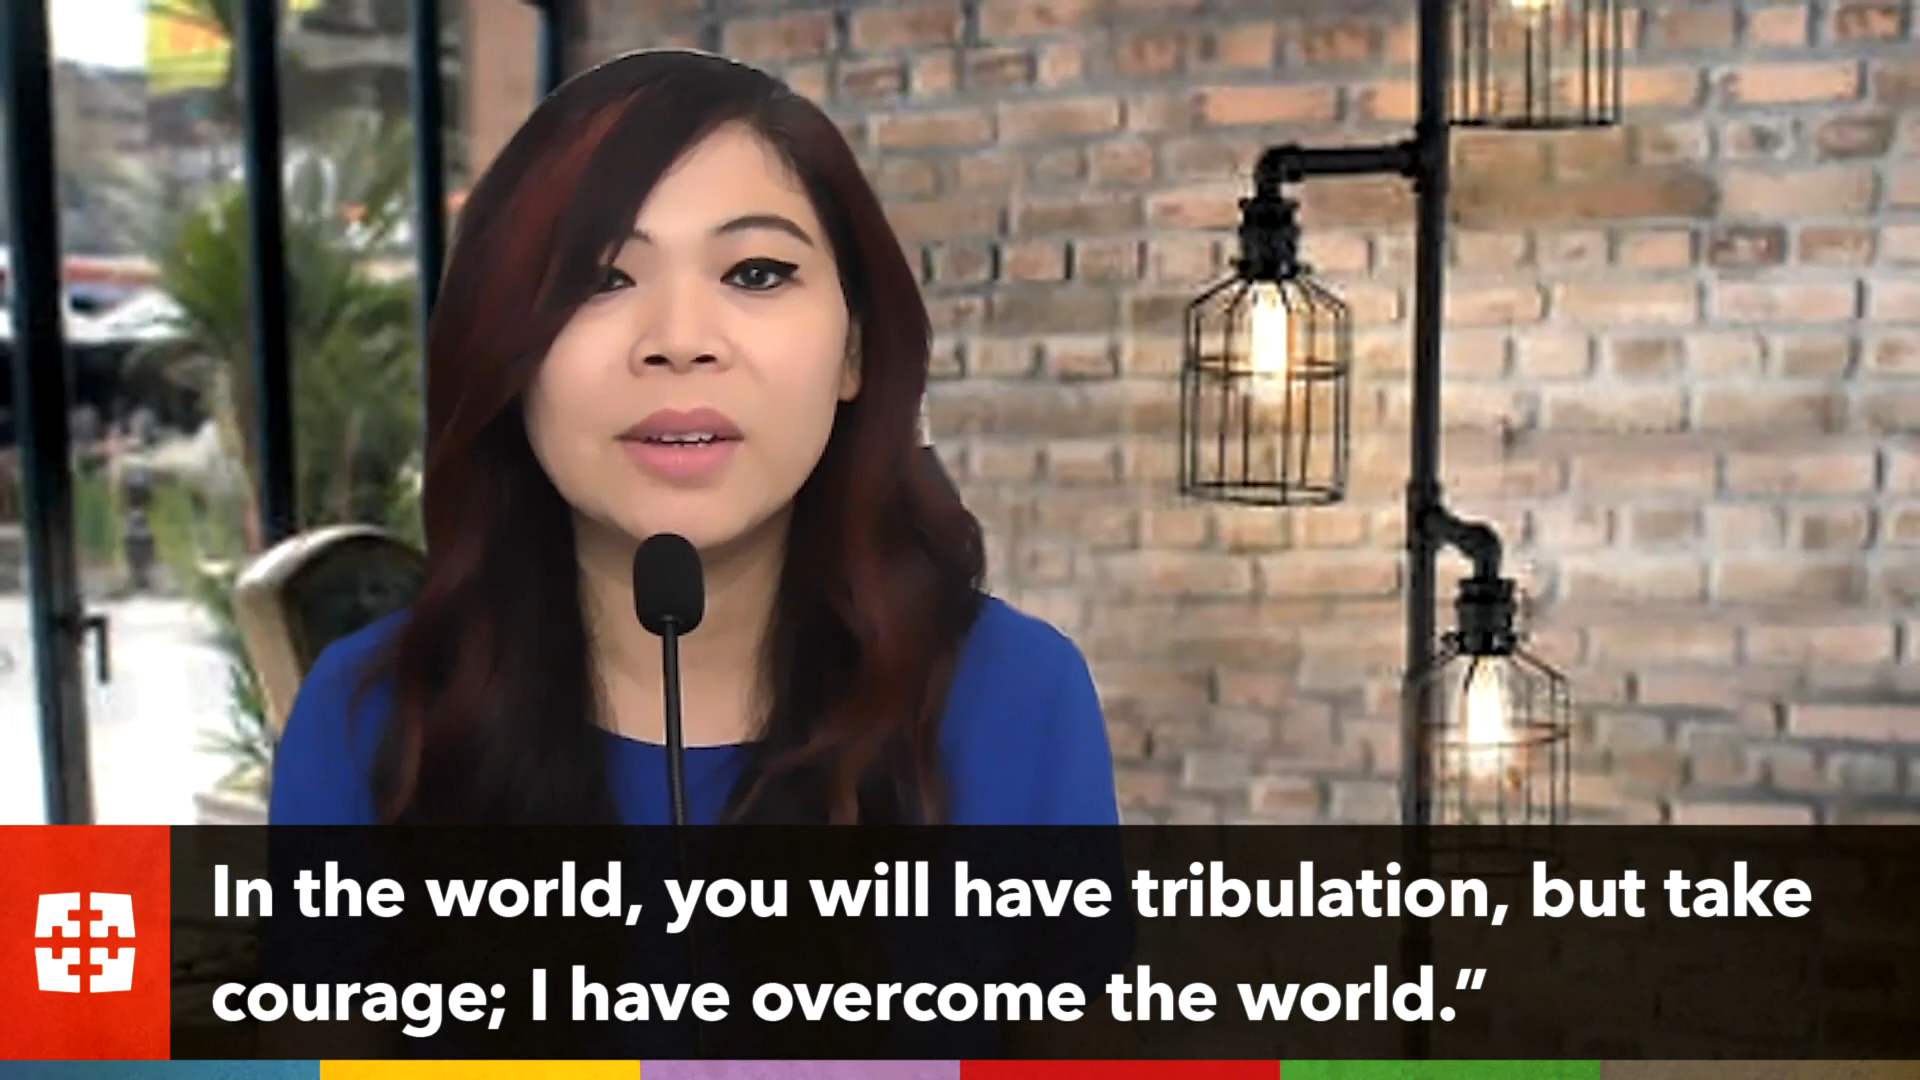 In the world, you will have tribulation, but take
courage; I have overcome the world.”